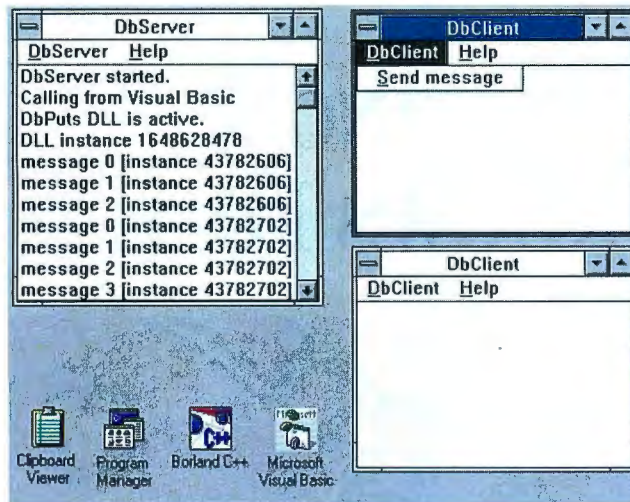 DbServer
DbServer Help
DbServer started.
Calling from Visual Basic
DbPuts DLL is active.
DLL instance 1648628478
message 0 [instance 43782606]
message 1 [instance 43782606]
message 2 [instance 43782606]
message 0 [instance 43782702]
message 1 [instance 43782702]
message 2 [instance 43782702]
message 3 [instance 43782702]
DbClient
DbClient Help
Send message
DbClient
DbClient Help
Clipboard
Viewer
Program
Manager
C++
Borland C++
Microsoft
Visual Basic